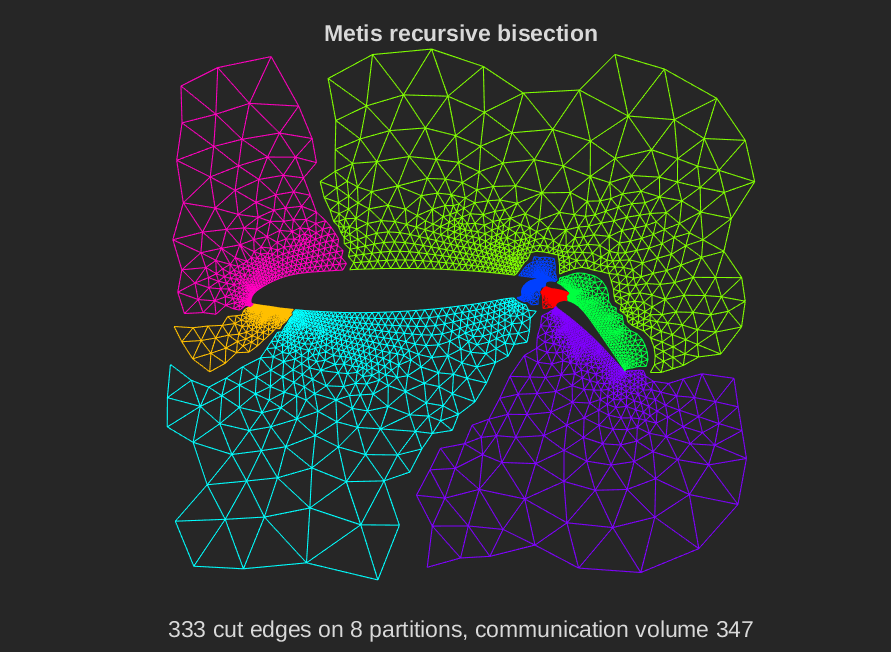 Metis recursive bisection
333 cut edges on 8 partitions, communication volume 347